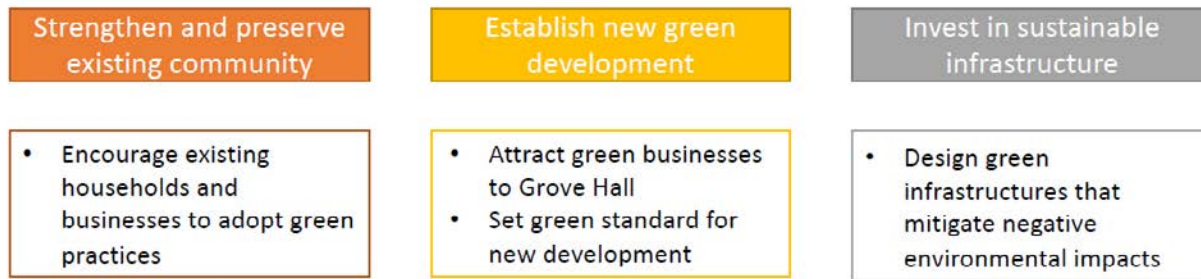 Strengthen and preserve
existing community
• Encourage existing
households and
businesses to adopt green
practices
Establish new green
development
• Attract green businesses
to Grove Hall
• Set green standard for
new development
Invest in sustainable
infrastructure
• Design green
infrastructures that
mitigate negative
environmental impacts